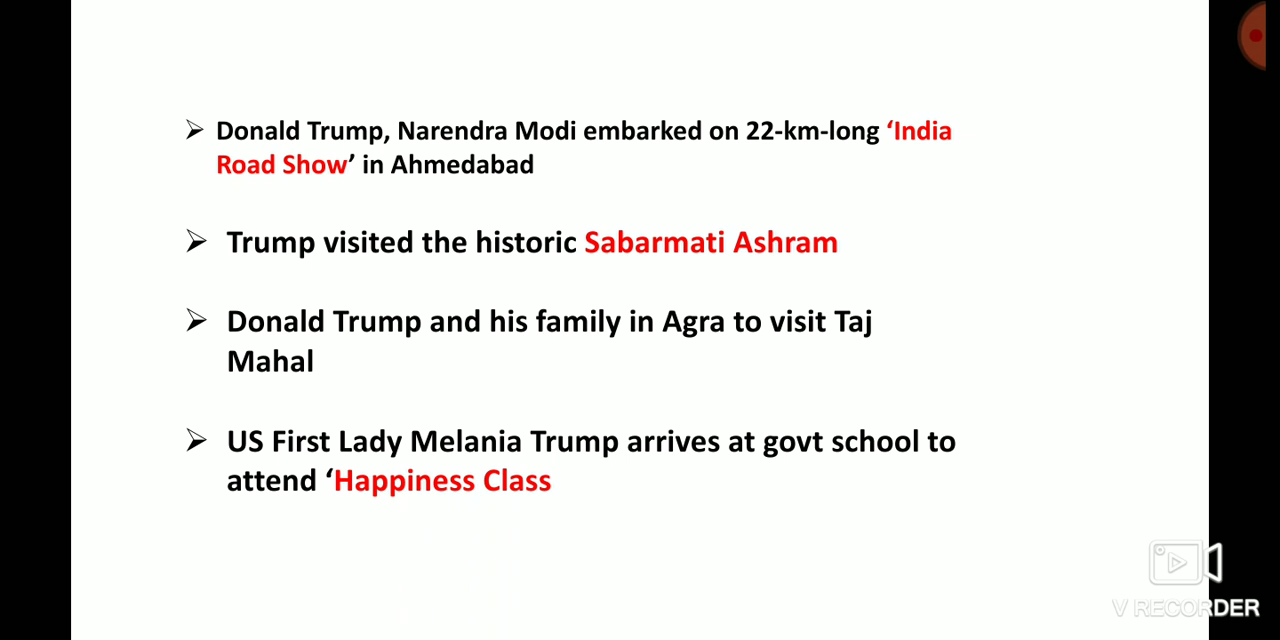 ➢ Donald Trump, Narendra Modi embarked on 22-km-long ‘India
Road Show’ in Ahmedabad
➢ Trump visited the historic Sabarmati Ashram
➢ Donald Trump and his family in Agra to visit Taj
Mahal
➢ US First Lady Melania Trump arrives at govt school to
attend ‘Happiness Class
V RECORDER